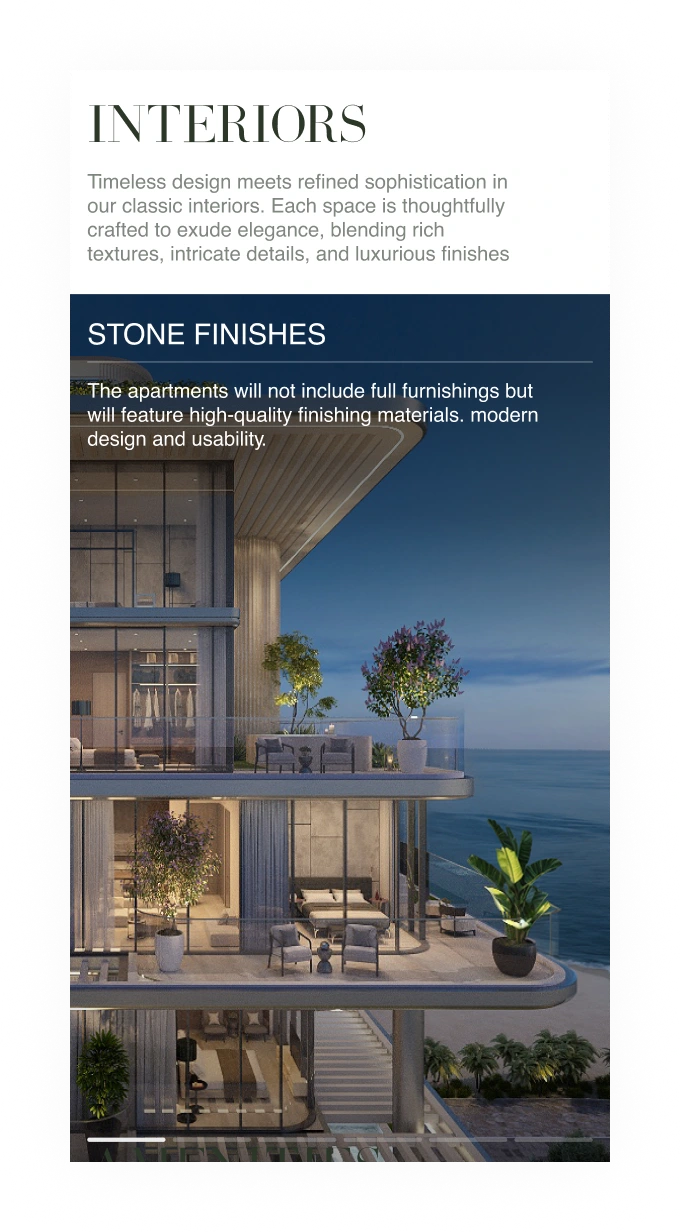 INTERIORS
Timeless design meets refined sophistication in
our classic interiors. Each space is thoughtfully
crafted to exude elegance, blending rich
textures, intricate details, and luxurious finishes
STONE FINISHES
The apartments will not include full furnishings but
will feature high-quality finishing materials. modern
design and usability.